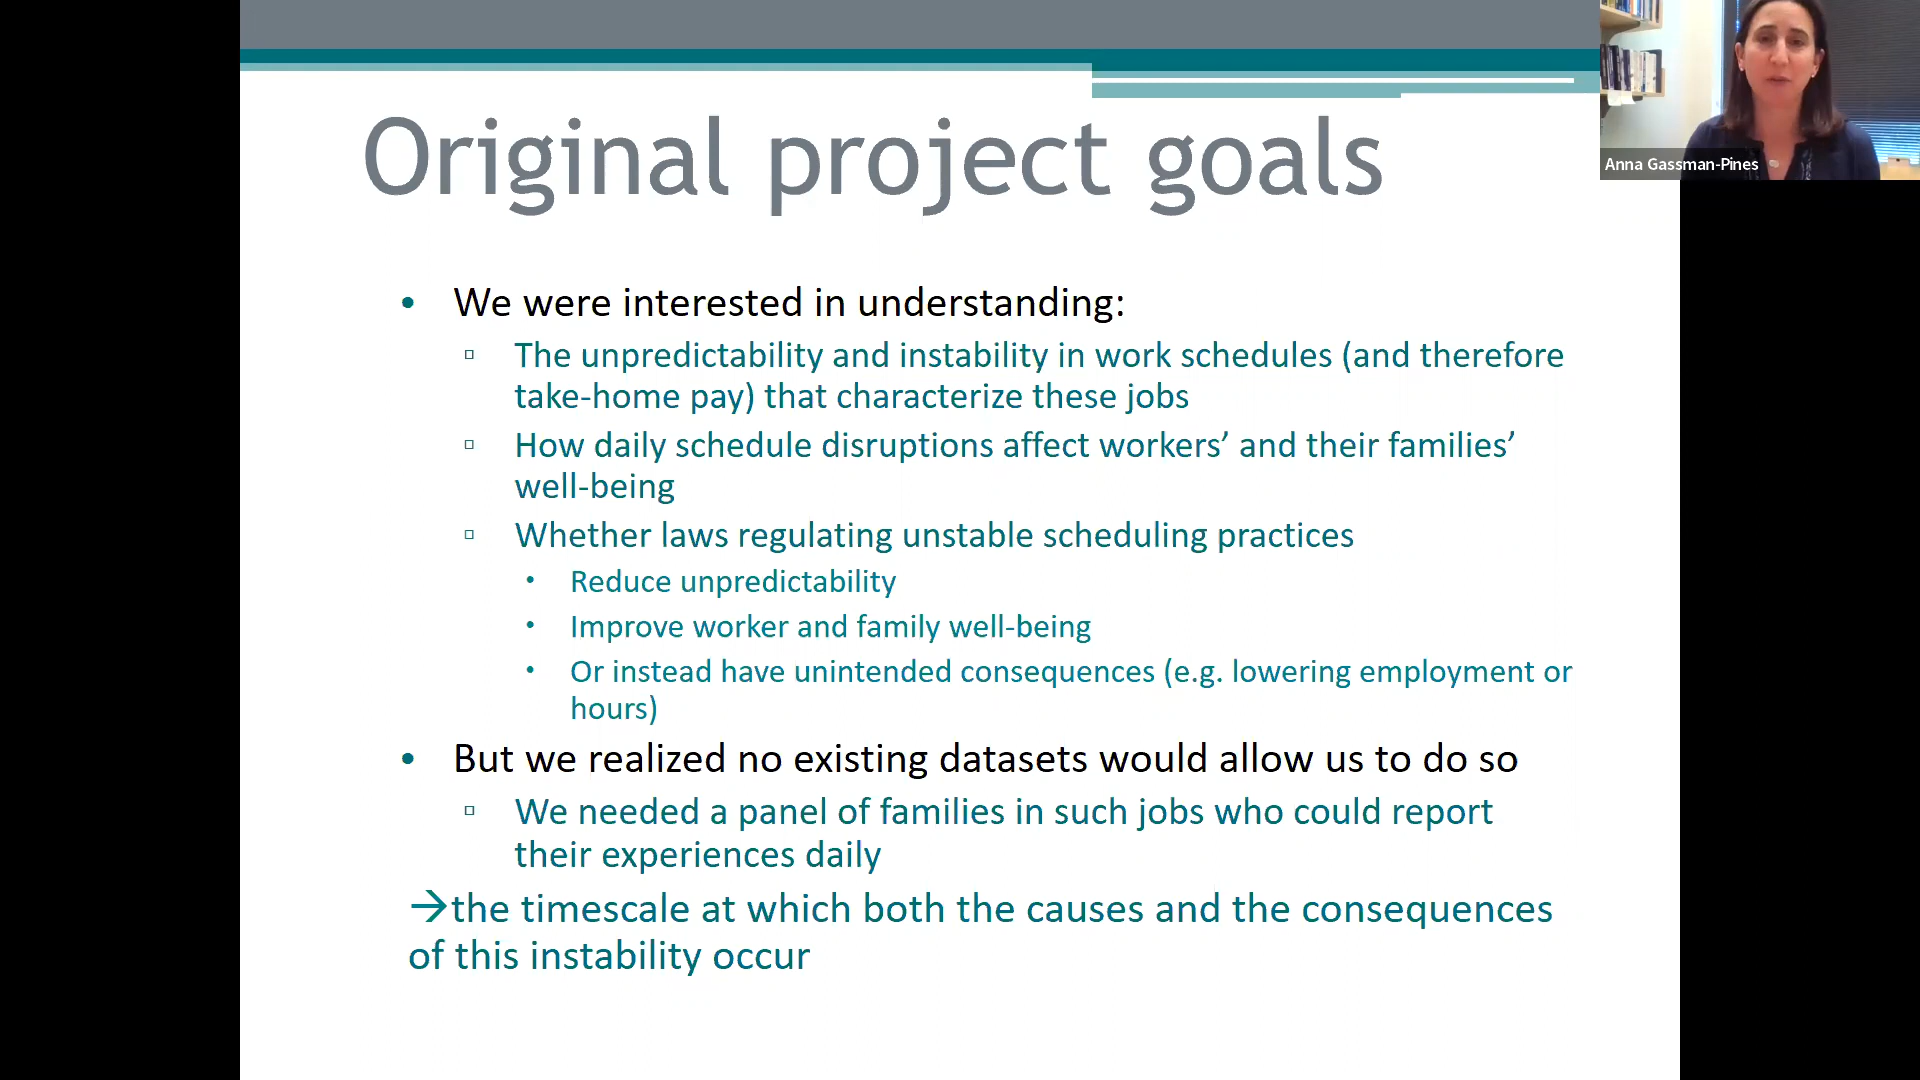 Original project goals
Anna Gassman-Pines
• We were interested in understanding:
▫ The unpredictability and instability in work schedules (and therefore
take-home pay) that characterize these jobs
▫ How daily schedule disruptions affect workers’ and their families’
well-being
▫ Whether laws regulating unstable scheduling practices
• Reduce unpredictability
• Improve worker and family well-being
• Or instead have unintended consequences (e.g. lowering employment or
hours)
• But we realized no existing datasets would allow us to do so
▫ We needed a panel of families in such jobs who could report
their experiences daily
→the timescale at which both the causes and the consequences
of this instability occur